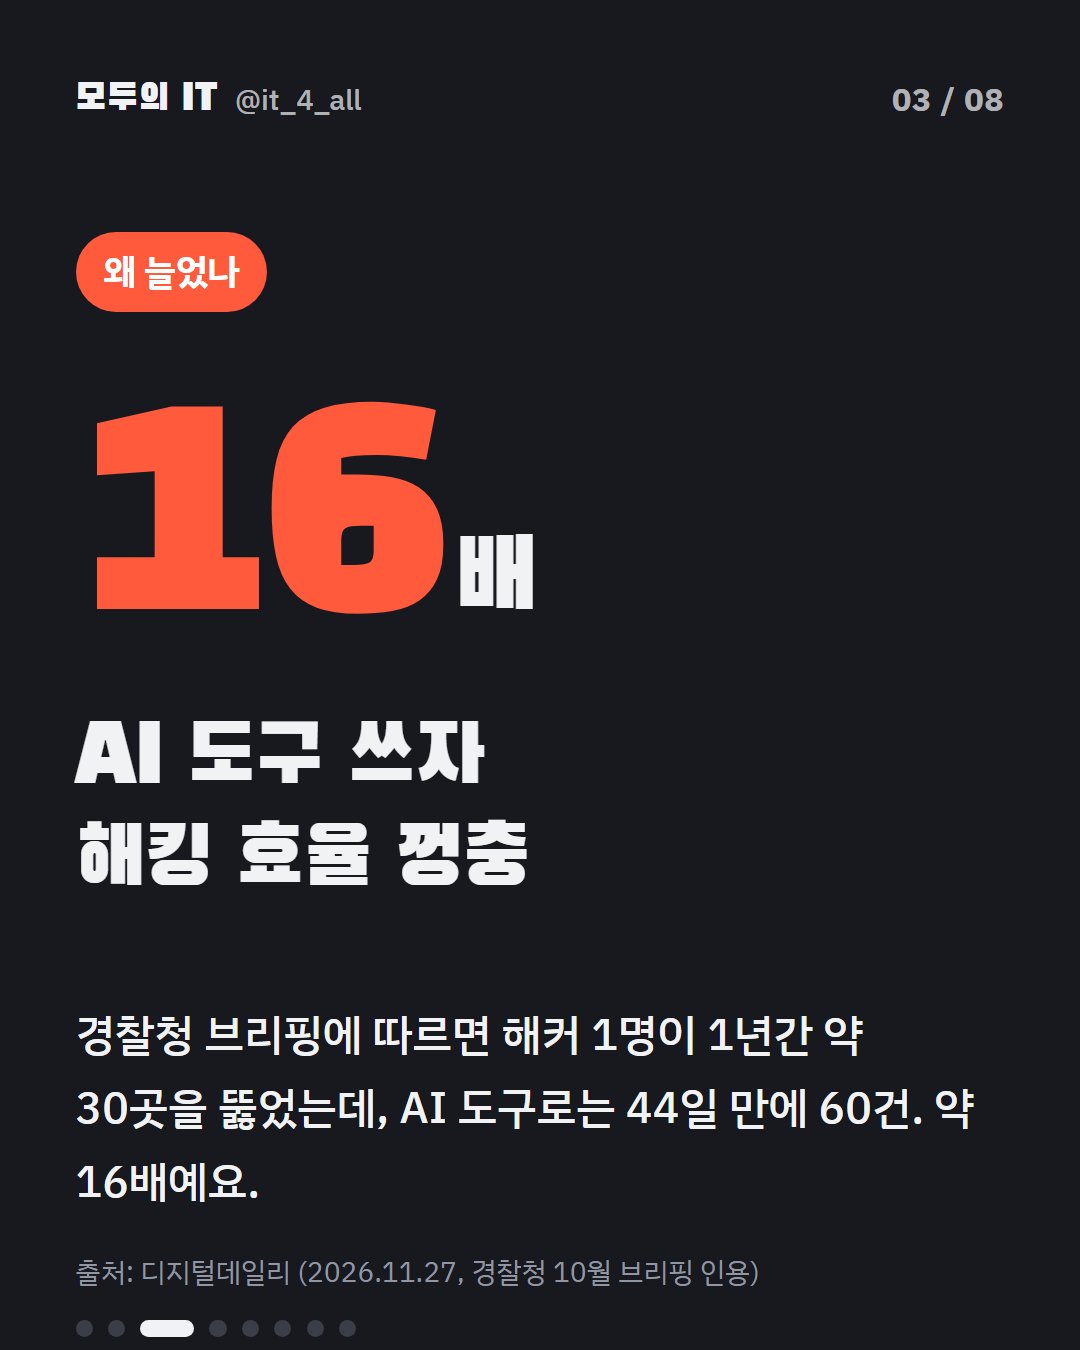 모두의 IT @it_4_all
03 / 08
왜 늘었나
16배
AI 도구 쓰자
해킹 효율 껑충
경찰청 브리핑에 따르면 해커 1명이 1년간 약
30곳을 뚫었는데, AI 도구로는 44일 만에 60건. 약
16배예요.
출처: 디지털데일리 (2026.11.27, 경찰청 10월 브리핑 인용)